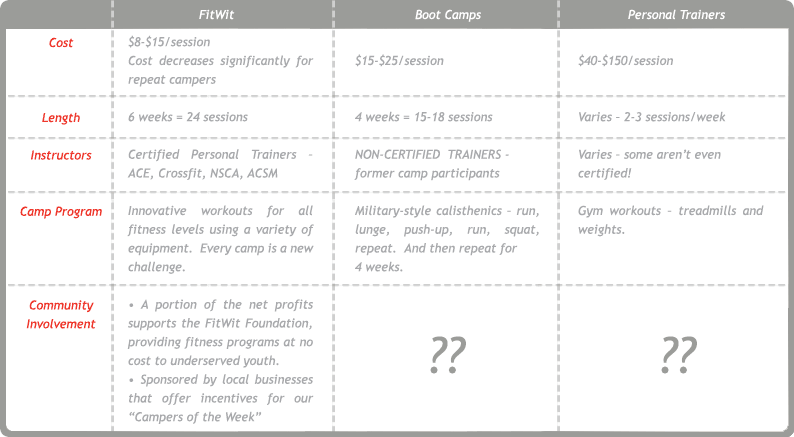 FitWit Boot Camps Personal Trainers
Cost
$8-$15/session
Cost decreases significantly for
repeat campers
$15-$25/session
$40-$150/session
Length
6 weeks = 24 sessions
4 weeks = 15-18 sessions
Varies – 2-3 sessions/week
Instructors
Certified Personal Trainers -
ACE, Crossfit, NSCA, ACSM
NON-CERTIFIED TRAINERS –
former camp participants
Varies – some aren't even
certified!
Camp Program
Innovative workouts for all
fitness levels using a variety of
equipment. Every camp is a new
challenge.
Military-style calisthenics – run,
lunge, push-up, run, squat,
repeat. And then repeat for
4 weeks.
Gym workouts – treadmills and
weights.
Community
Involvement
• A portion of the net profits
supports the FitWit Foundation,
providing fitness programs at no
cost to underserved youth.
• Sponsored by local businesses
that offer incentives for our
“Campers of the Week”
??
??